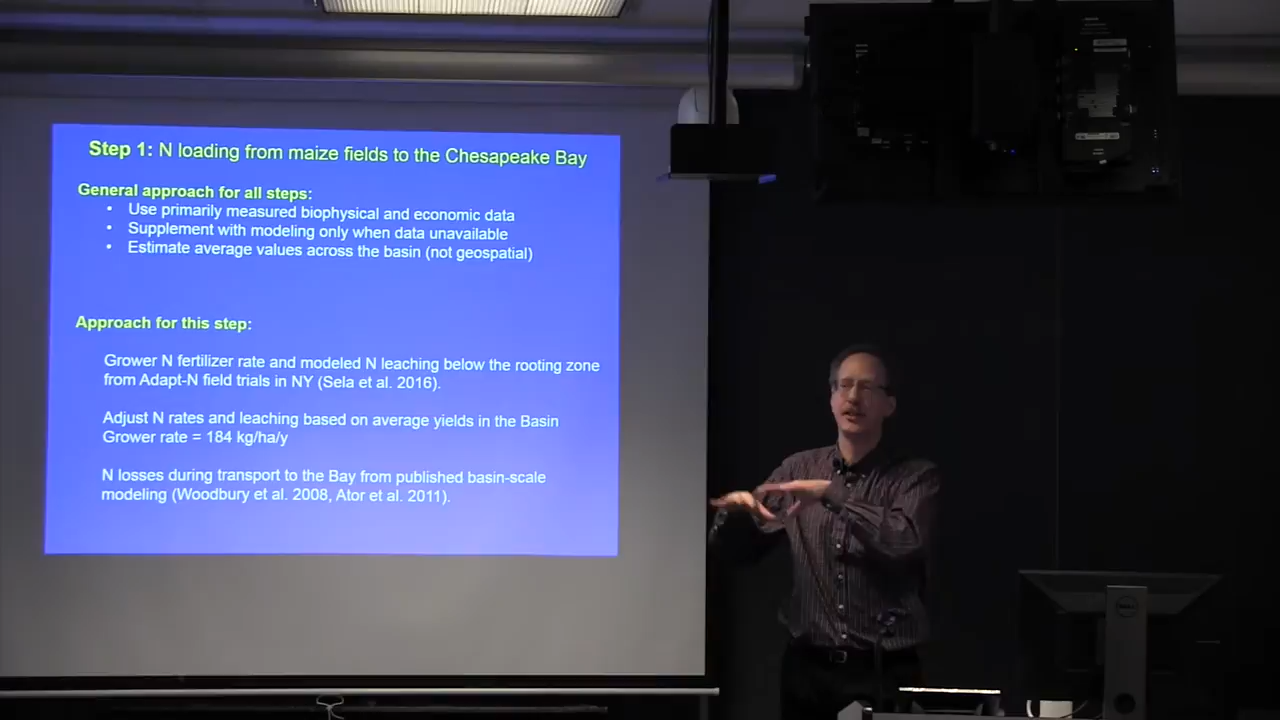 Step 1: N loading from maize fields to the Chesapeake Bay
General approach for all steps:
• Use primarily measured biophysical and economic data
• Supplement with modeling only when data unavailable
• Estimate average values across the basin (not geospatial)
Approach for this step:
Grower N fertilizer rate and modeled N leaching below the rooting zone
from Adapt-N field trials in NY (Sela et al. 2016).
Adjust N rates and leaching based on average yields in the Basin
Grower rate = 184 kg/ha/y
N losses during transport to the Bay from published basin-scale
modeling (Woodbury et al. 2008, Ator et al. 2011).
DELL